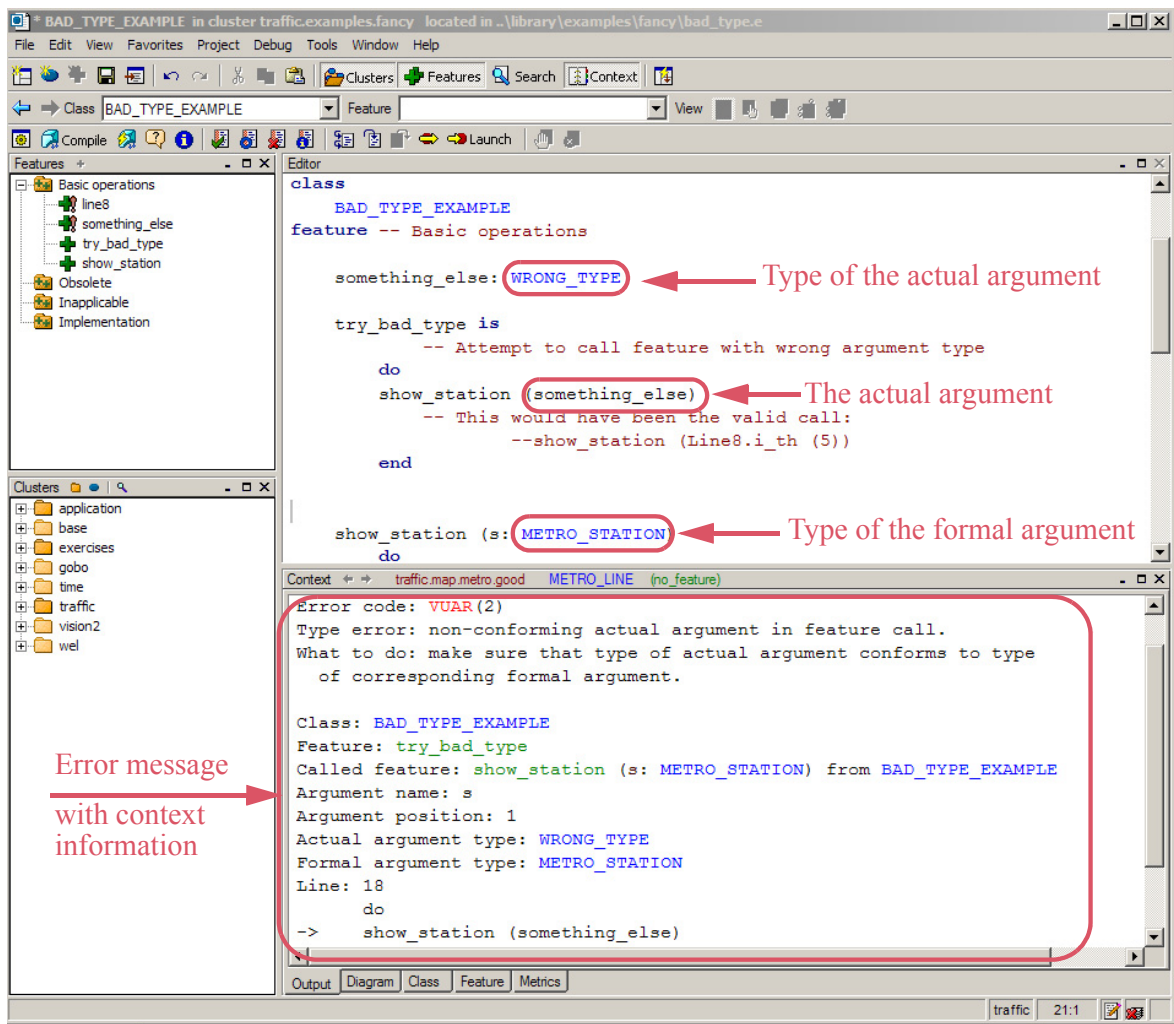 * BAD_TYPE_EXAMPLE in cluster traffic.examples.fancy located in ..\library\examples\fancy\bad_type.e
File Edit View Favorites Project Debug Tools Window Help
Clusters Features Search Context
Class BAD_TYPE_EXAMPLE Feature View
Compile Launch
Features
Basic operations
line8
something_else
try_bad_type
show_station
Obsolete
Inapplicable
Implementation
Clusters
application
base
exercises
gobo
time
traffic
vision2
wel
Editor
class
BAD_TYPE_EXAMPLE
feature -- Basic operations
something_else: WRONG_TYPE
Type of the actual argument
try_bad_type is
-- Attempt to call feature with wrong argument type
do
show_station (something_else)
The actual argument
-- This would have been the valid call:
--show_station (Line8.i_th (5))
end
show_station (s: METRO_STATION)
Type of the formal argument
do
Context traffic.map.metro.good METRO_LINE (no_feature)
Error code: VUAR(2)
Type error: non-conforming actual argument in feature call.
What to do: make sure that type of actual argument conforms to type
of corresponding formal argument.
Class: BAD_TYPE_EXAMPLE
Feature: try_bad_type
Called feature: show_station (s: METRO_STATION) from BAD_TYPE_EXAMPLE
Argument name: s
Argument position: 1
Actual argument type: WRONG_TYPE
Formal argument type: METRO_STATION
Line: 18
do
-> show_station (something_else)
Error message
with context
information
Output Diagram Class Feature Metrics
traffic 21:1